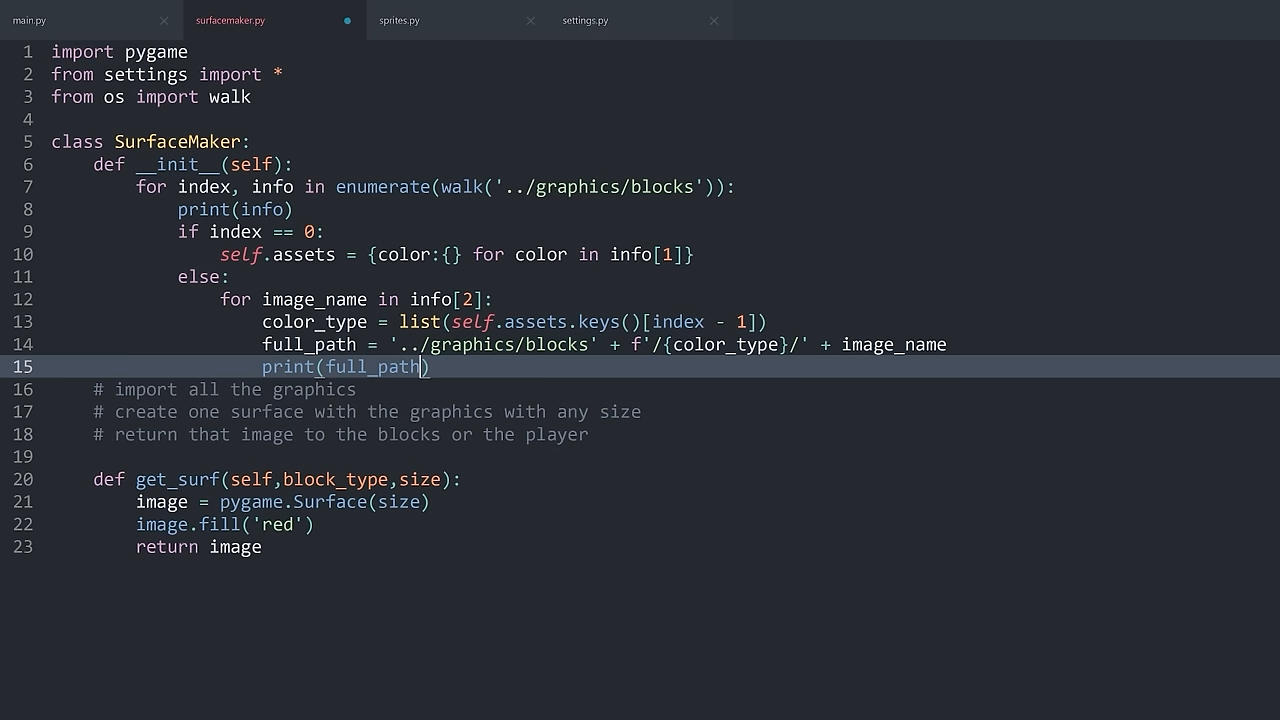 main.py
surfacemaker.py
sprites.py
settings.py
1 import pygame
2 from settings import *
3 from os import walk
4
5 class SurfaceMaker:
6     def __init__(self):
7         for index, info in enumerate(walk('../graphics/blocks')):
8             print(info)
9             if index == 0:
10                 self.assets = {color:{} for color in info[1]}
11             else:
12                 for image_name in info[2]:
13                     color_type = list(self.assets.keys()[index - 1])
14                     full_path = '../graphics/blocks' + f'/{color_type}/' + image_name
15                     print(full_path)
16     # import all the graphics
17     # create one surface with the graphics with any size
18     # return that image to the blocks or the player
19
20     def get_surf(self,block_type,size):
21         image = pygame.Surface(size)
22         image.fill('red')
23         return image